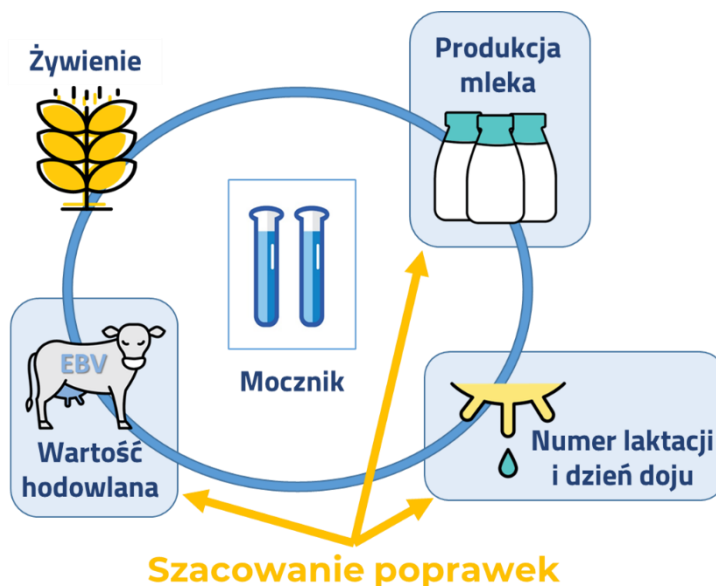 Żywienie
Produkcja
mleka
Mocznik
EBV
Wartość
hodowlana
Numer laktacji
i dzień doju
Szacowanie poprawek